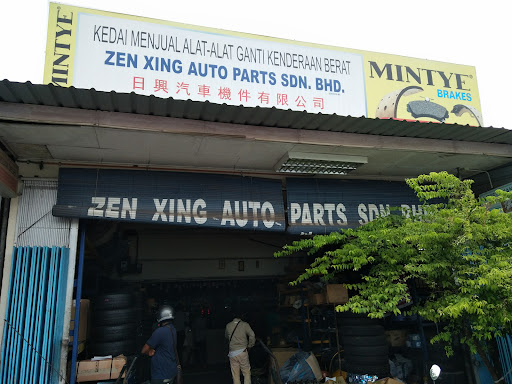 MINTYE
KEDAI MENJUAL ALAT-ALAT GANTI KENDERAAN BERAT
ZEN XING AUTO PARTS SDN. BHD.
日興汽車機件有限公司
MINTYE®
BRAKES
ZEN XING AUTO PARTS SDN BHD